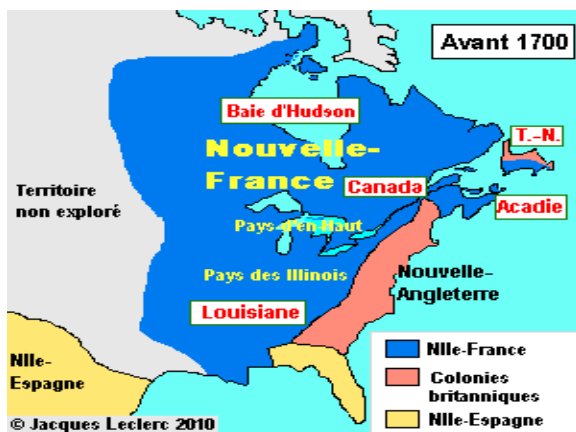 Avant 1700
Baie d'Hudson
T.-N.
Nouvelle-
France
Canada
Territoire
non exploré
Acadie
Pays d'en Haut
Pays des Illinois
Nouvelle-
Angleterre
Louisiane
Nlle-
Espagne
Nlle-France
Colonies
britanniques
Nlle-Espagne
© Jacques Leclerc 2010